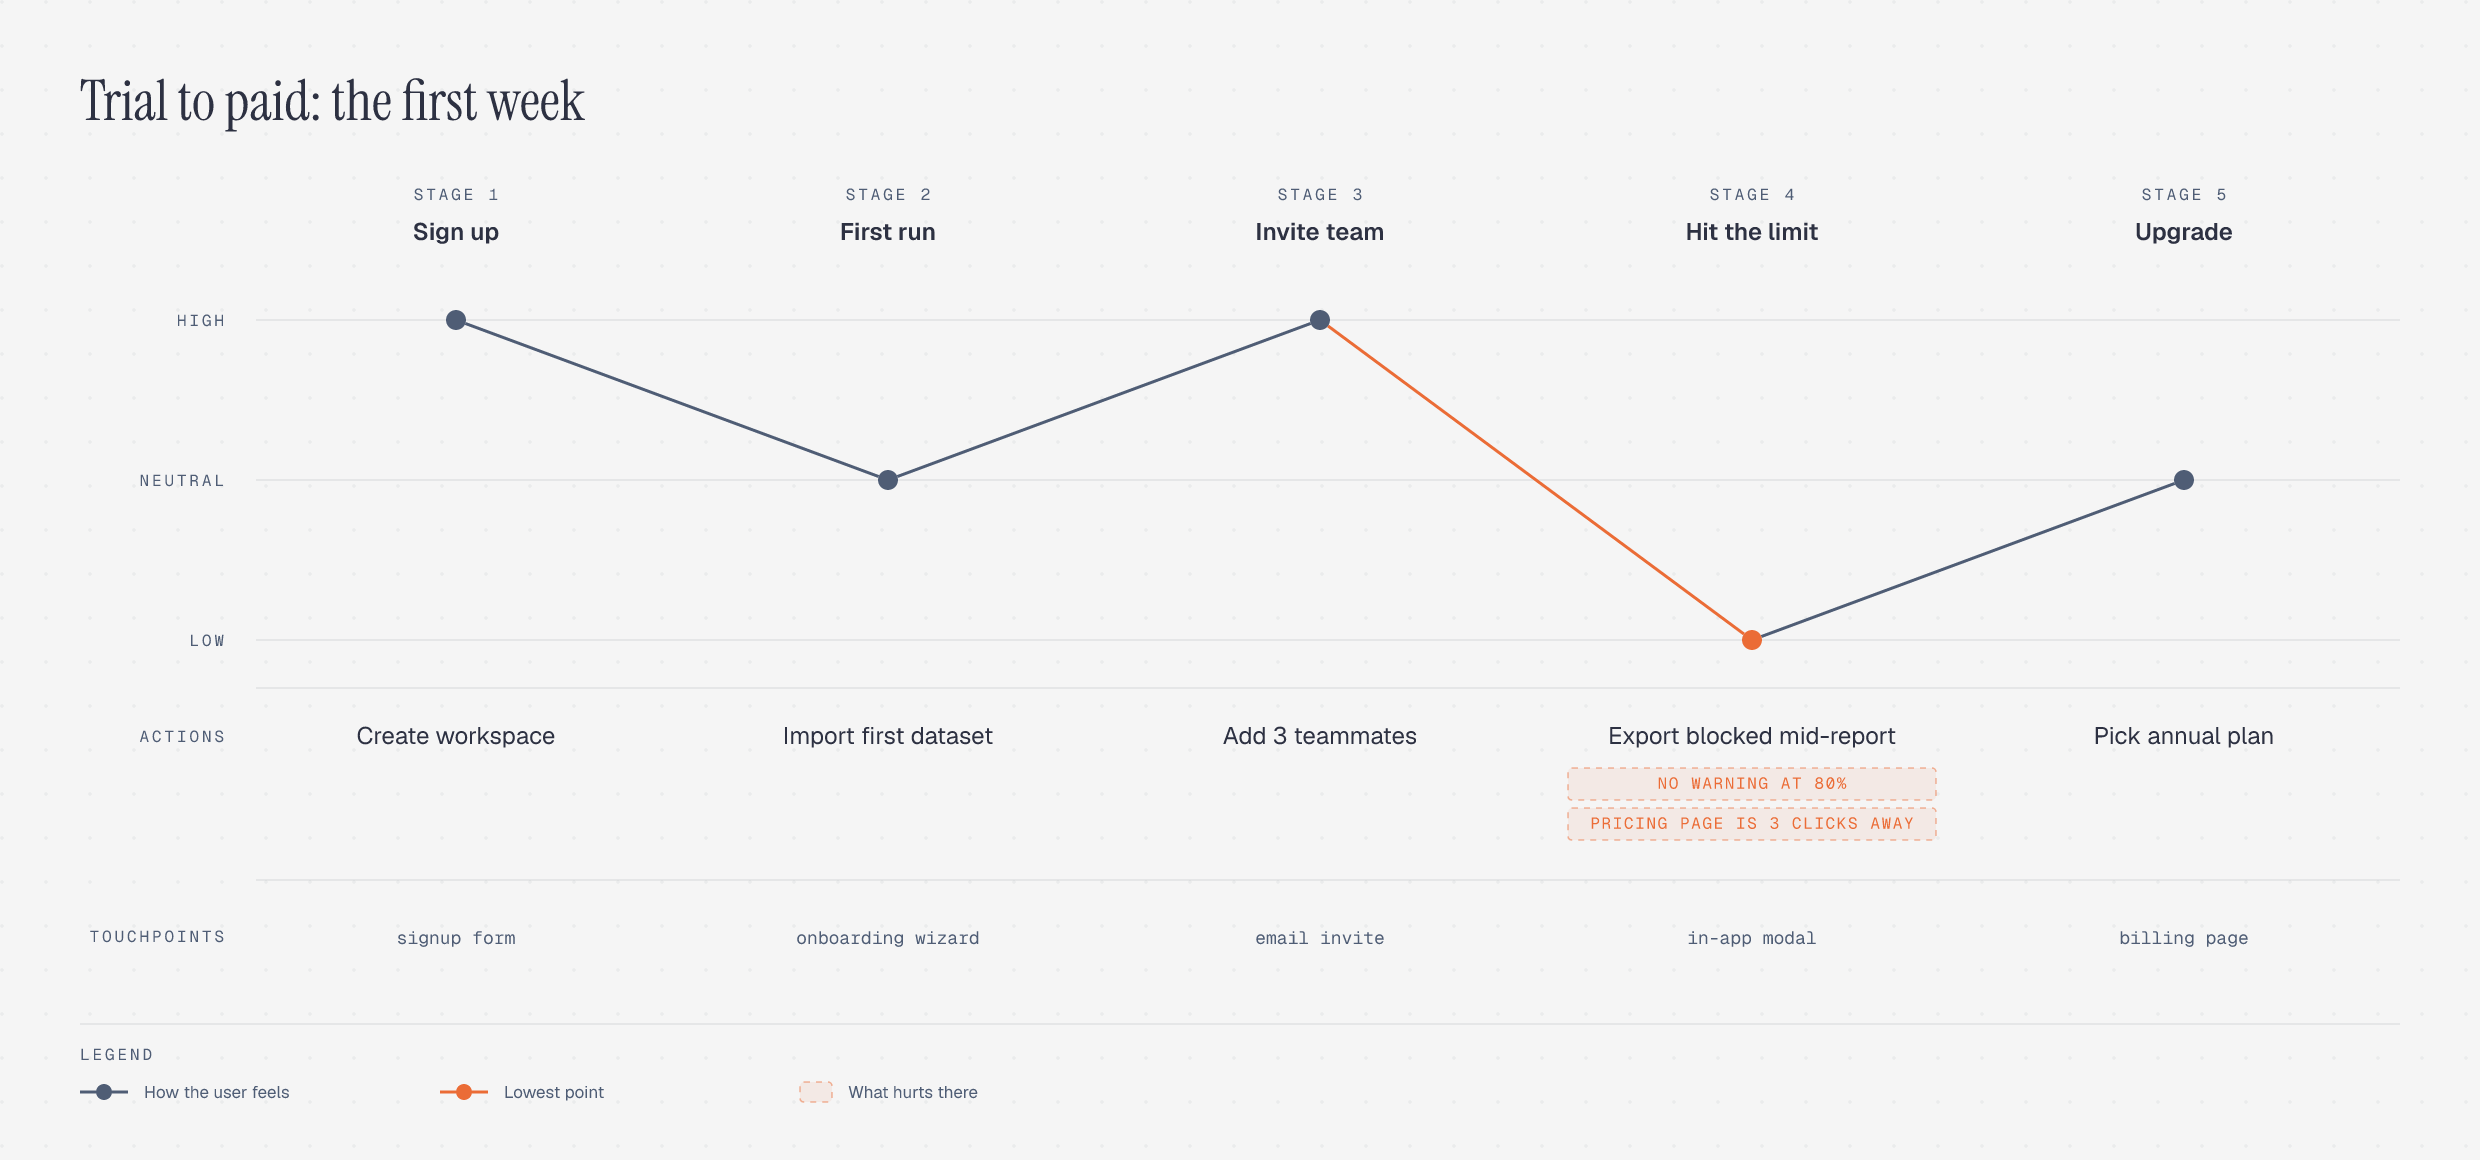 Trial to paid: the first week
STAGE 1
Sign up
STAGE 2
First run
STAGE 3
Invite team
STAGE 4
Hit the limit
STAGE 5
Upgrade
HIGH
NEUTRAL
LOW
ACTIONS
Create workspace
Import first dataset
Add 3 teammates
Export blocked mid-report
NO WARNING AT 80%
PRICING PAGE IS 3 CLICKS AWAY
Pick annual plan
TOUCHPOINTS
signup form
onboarding wizard
email invite
in-app modal
billing page
LEGEND
How the user feels
Lowest point
What hurts there